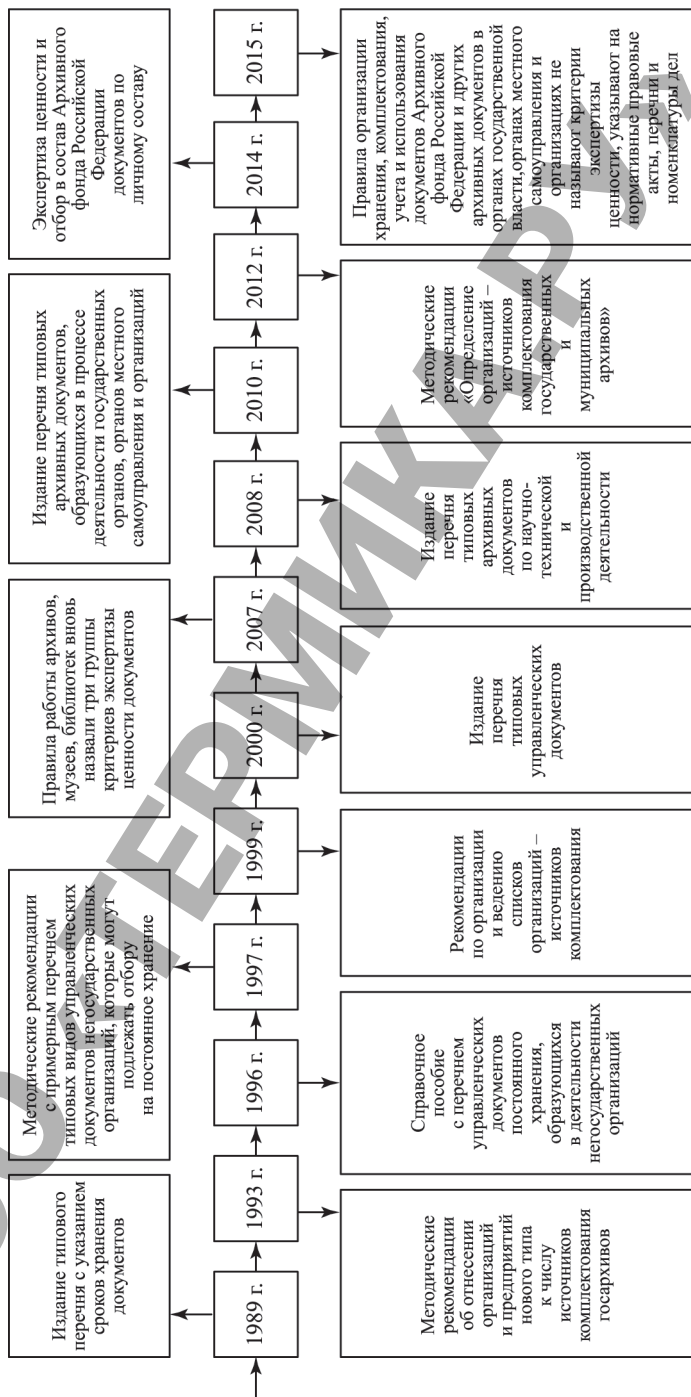 Издание типового
перечня с указанием
сроков хранения
документов
Методические рекомендации
с примерным перечнем
типовых видов управленческих
документов негосударственных
организаций, которые могут
подлежать отбору
на постоянное хранение
Правила работы архивов,
музеев, библиотек вновь
назвали три группы
критериев экспертизы
ценности документов
Издание перечня типовых
архивных документов,
образующихся в процессе
деятельности государственных
органов, органов местного
самоуправления и организаций
Экспертиза ценности и
отбор в состав Архивного
фонда Российской
Федерации
документов по
личному составу
1989 г.
1993 г.
1996 г.
1997 г.
1999 г.
2000 г.
2007 г.
2008 г.
2010 г.
2012 г.
2014 г.
2015 г.
Методические
рекомендации
об отнесении
организаций
и предприятий
нового типа
к числу
источников
комплектования
госархивов
Справочное
пособие
с перечнем
управленческих
документов
постоянного
хранения,
образующихся
в деятельности
негосударственных
организаций
Рекомендации
по организации
и ведению
списков
организаций –
источников
комплектования
Издание
перечня
типовых
управленческих
документов
Издание
перечня
типовых
архивных
документов
по научно-
технической
и
производственной
деятельности
Методические
рекомендации
«Определение
организаций –
источников
комплектования
государственных
и
муниципальных
архивов»
Правила организации
хранения, комплектования,
учета и использования
документов Архивного
фонда Российской
Федерации и других
архивных документов в
органах государственной
власти,органах местного
самоуправления и
организациях не
называют критерии
экспертизы
ценности, указывают на
нормативные правовые
акты, перечни и
номенклатуры дел
ТЕРМИКА.РУ